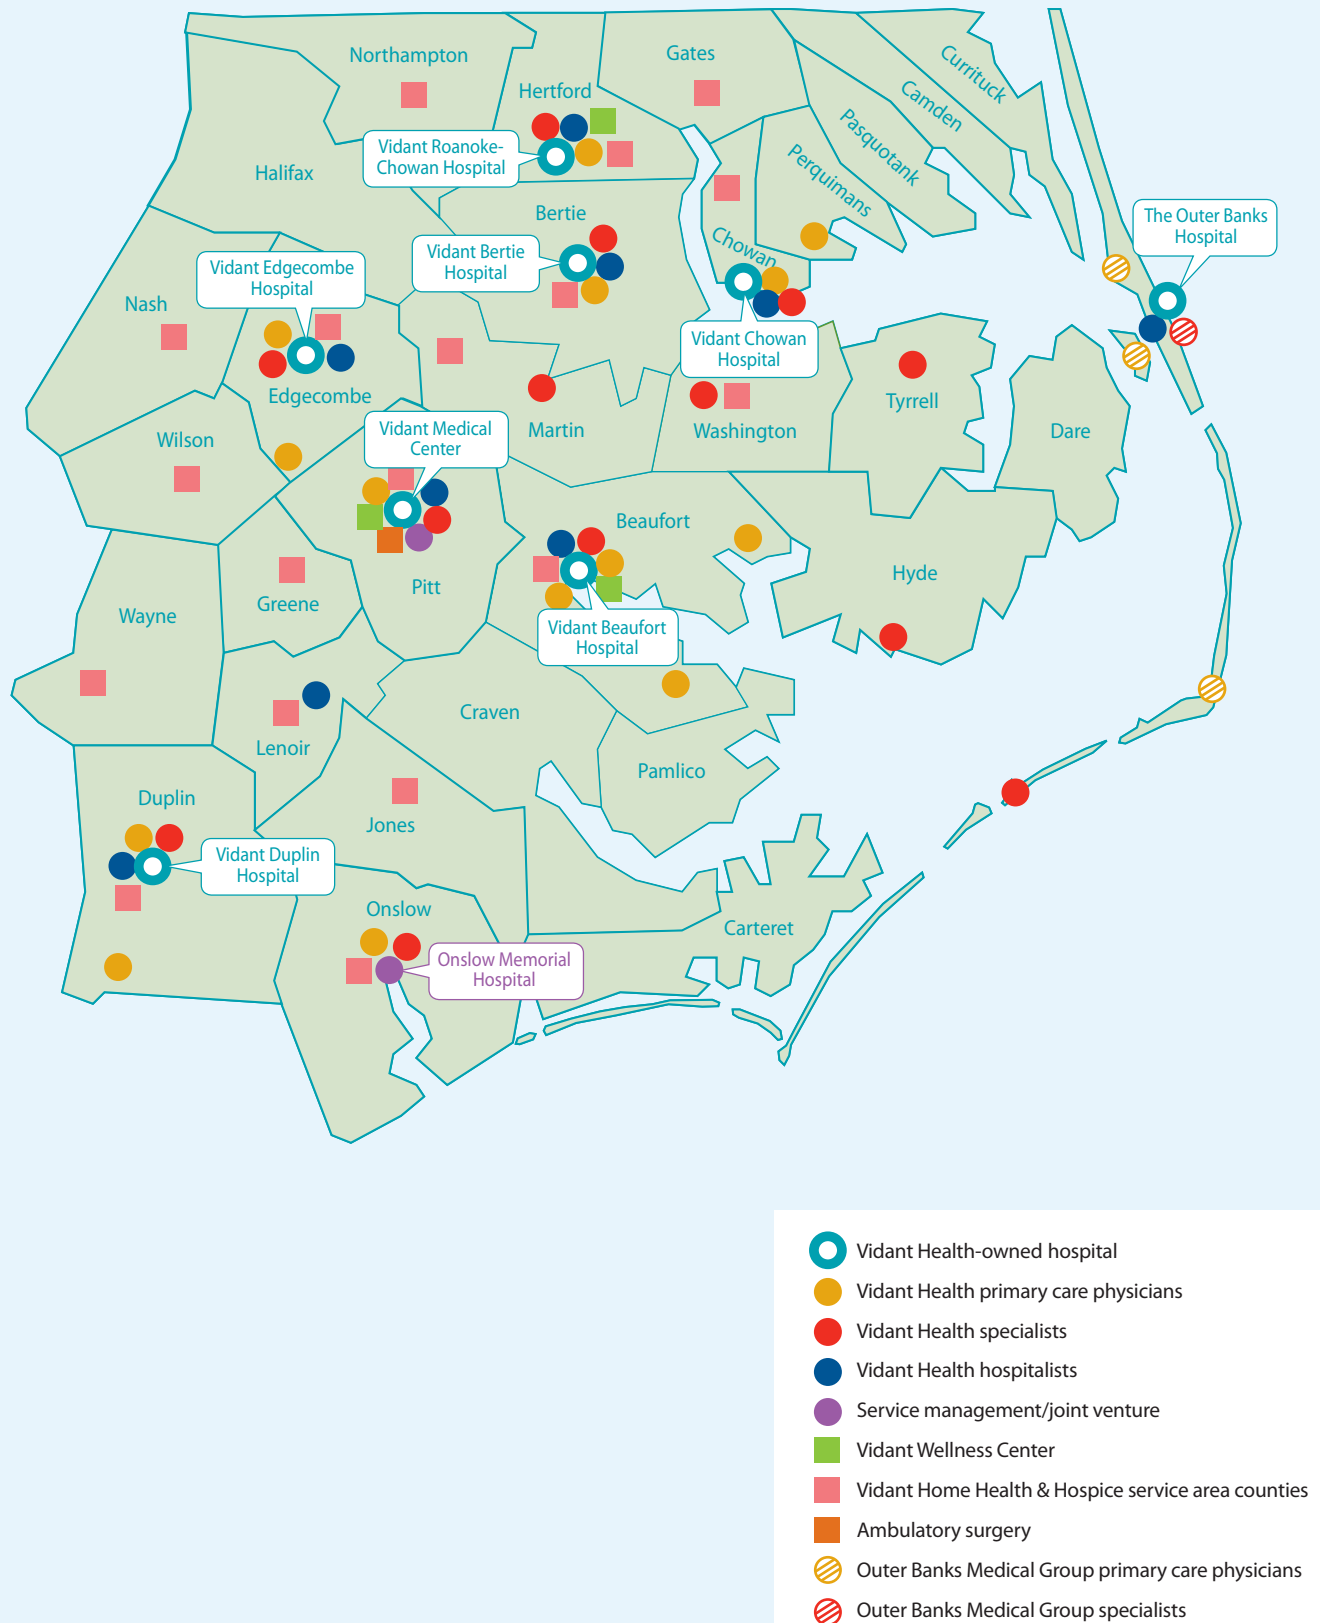 Northampton
Gates
Currituck
Hertford
Camden
Pasquotank
Vidant Roanoke-
Chowan Hospital
Halifax
Perquimans
Bertie
The Outer Banks
Hospital
Chowan
Vidant Bertie
Hospital
Vidant Edgecombe
Hospital
Nash
Vidant Chowan
Hospital
Edgecombe
Tyrrell
Vidant Medical
Center
Martin
Washington
Dare
Wilson
Beaufort
Hyde
Pitt
Greene
Wayne
Vidant Beaufort
Hospital
Craven
Lenoir
Pamlico
Duplin
Jones
Vidant Duplin
Hospital
Onslow
Carteret
Onslow Memorial
Hospital
Vidant Health-owned hospital
Vidant Health primary care physicians
Vidant Health specialists
Vidant Health hospitalists
Service management/joint venture
Vidant Wellness Center
Vidant Home Health & Hospice service area counties
Ambulatory surgery
Outer Banks Medical Group primary care physicians
Outer Banks Medical Group specialists